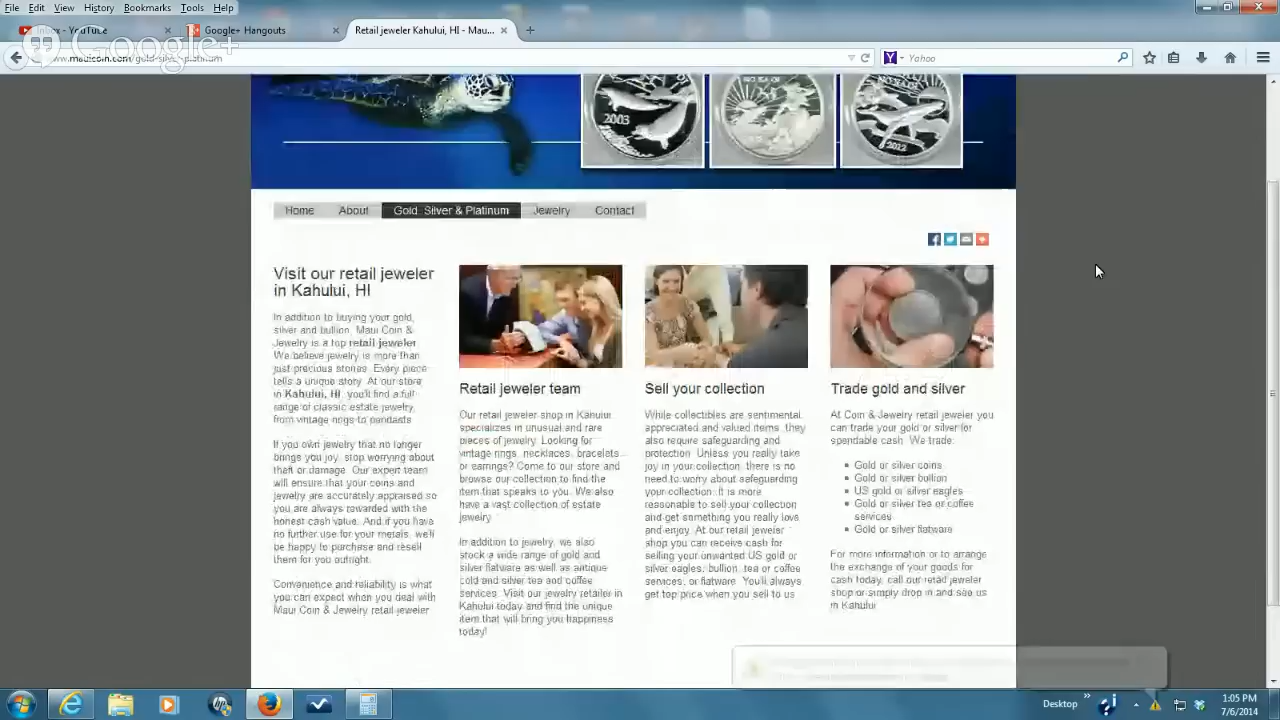 File Edit View History Bookmarks Tools Help
Inbox - YouTube
Google+ Hangouts
Retail jeweler Kahului, HI - Maui...
Google+
www.mauicoin.com/gold-silver-platinum
Yahoo
2003
2012
Home About Gold, Silver & Platinum Jewelry Contact
Visit our retail jeweler
in Kahului, HI
In addition to buying your gold,
silver and bullion, Maui Coin &
Jewelry is a top retail jeweler.
We believe jewelry is more than
just precious stones. Every piece
tells a unique story. At our store
in Kahului, HI, you'll find a full
range of classic estate jewelry,
from vintage rings to pendants.
If you own jewelry that no longer
brings you joy, stop worrying about
theft or damage. Our expert team
will ensure that your coins and
jewelry are accurately appraised so
you are always rewarded with the
honest cash value. And if you have
no further use for your metals, we'll
be happy to purchase and resell
them for you outright.
Convenience and reliability is what
you can expect when you deal with
Maui Coin & Jewelry retail jeweler
Retail jeweler team
Our retail jeweler shop in Kahului
specializes in unusual and rare
pieces of jewelry. Looking for
vintage rings, necklaces, bracelets
or earrings? Come to our store and
browse our collection to find the
item that speaks to you. We also
have a vast collection of estate
jewelry.
In addition to jewelry, we also
stock a wide range of gold and
silver flatware as well as antique
gold and silver tea and coffee
services. Visit our jewelry retailer in
Kahului today and find the unique
item that will bring you happiness
today!
Sell your collection
While collectibles are sentimental,
appreciated and valued items, they
also require safeguarding and
protection. Unless you really take
joy in your collection, there is no
need to worry about safeguarding
your collection. It is more
reasonable to sell your collection
and get something you really love
and enjoy. At our retail jeweler
shop you can receive cash for
selling your unwanted US gold or
silver eagles, bullion, tea or coffee
services, or flatware. You'll always
get top price when you sell to us
Trade gold and silver
At Coin & Jewelry retail jeweler you
can trade your gold or silver for
spendable cash. We trade:
Gold or silver coins
Gold or silver bullion
US gold or silver eagles
Gold or silver tea or coffee
services
Gold or silver flatware
For more information or to arrange
the exchange of your goods for
cash today, call our retail jeweler
shop or simply drop in and see us
in Kahului.
Desktop
1:05 PM
7/6/2014